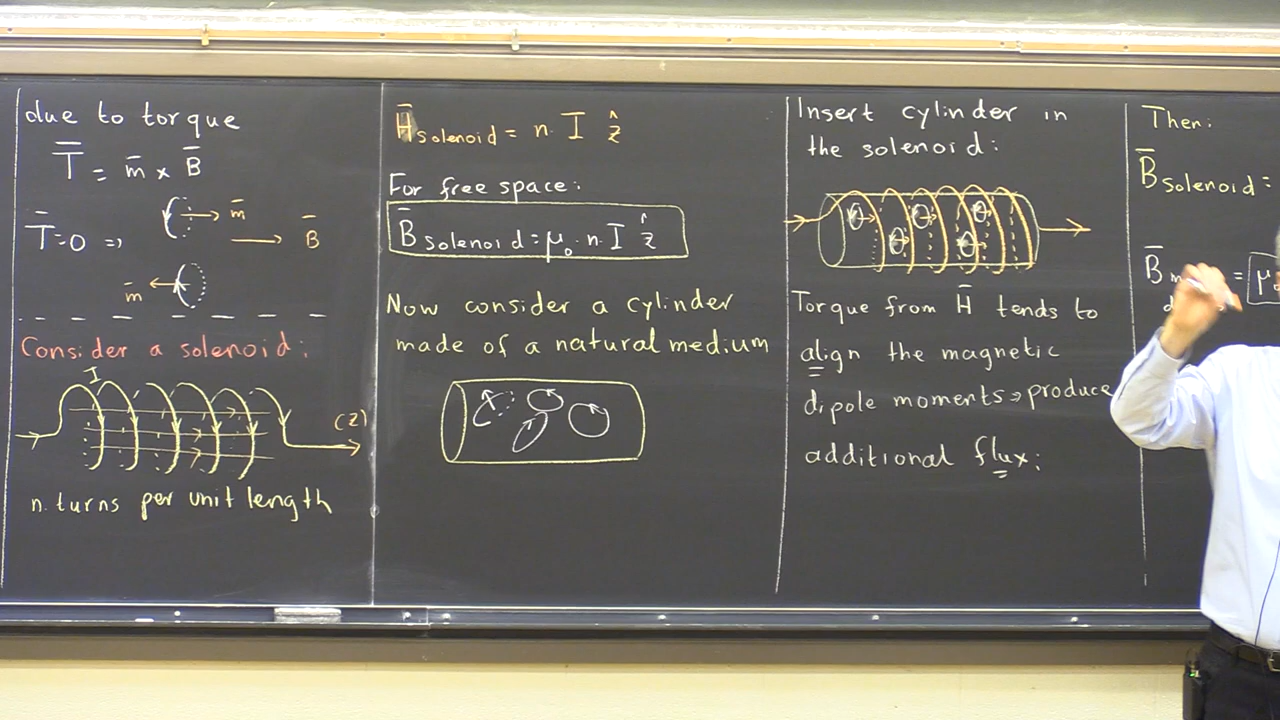 due to torque
T̄ = m̄ × B̄
T̄=0 ⇒
m̄
B̄
m̄
Consider a solenoid:
I
(z)
n turns per unit length
H̄ solenoid = n I ẑ
For free space:
B̄ solenoid = μ₀ n I ẑ
Now consider a cylinder
made of a natural medium
Insert cylinder in
the solenoid:
Torque from H̄ tends to
align the magnetic
dipole moments ⇒ produce
additional flux:
Then:
B̄ solenoid =
B̄ = μ₀